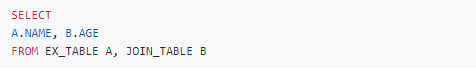 SELECT
A.NAME, B.AGE
FROM EX_TABLE A, JOIN_TABLE B